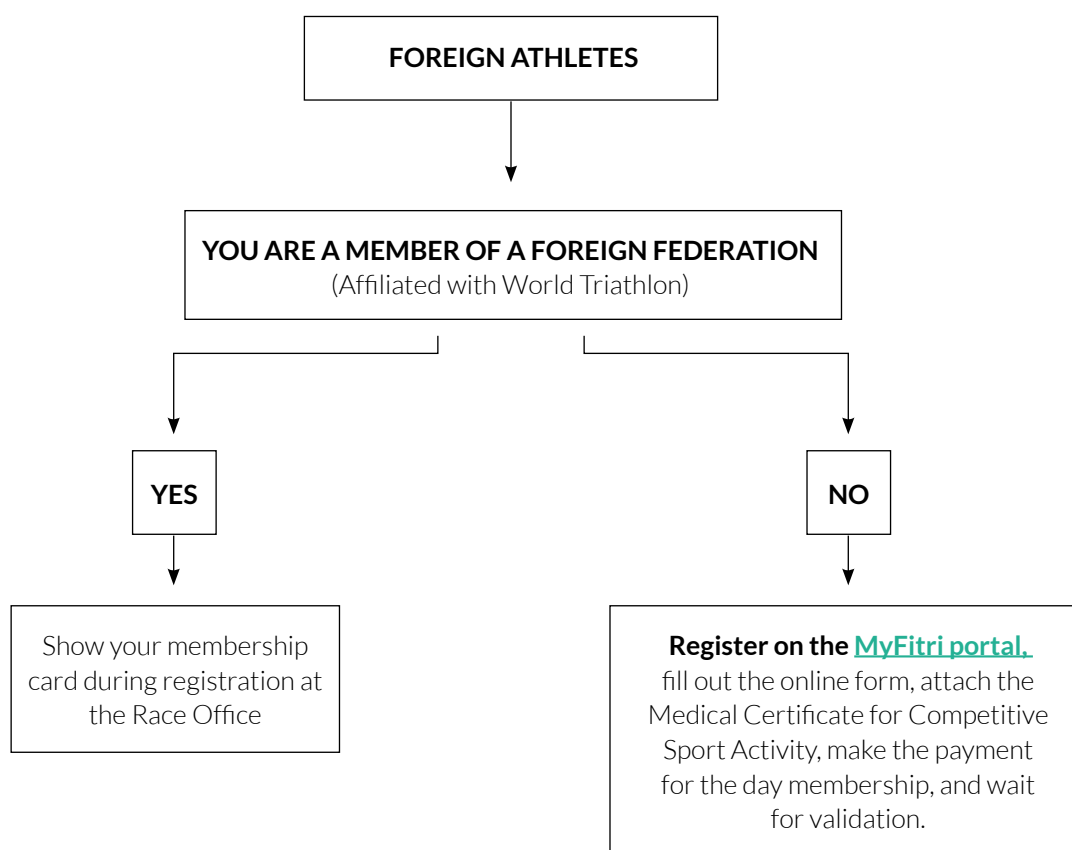 FOREIGN ATHLETES
YOU ARE A MEMBER OF A FOREIGN FEDERATION
(Affiliated with World Triathlon)
YES
NO
Show your membership
card during registration at
the Race Office
Register on the MyFitri portal,
fill out the online form, attach the
Medical Certificate for Competitive
Sport Activity, make the payment
for the day membership, and wait
for validation.